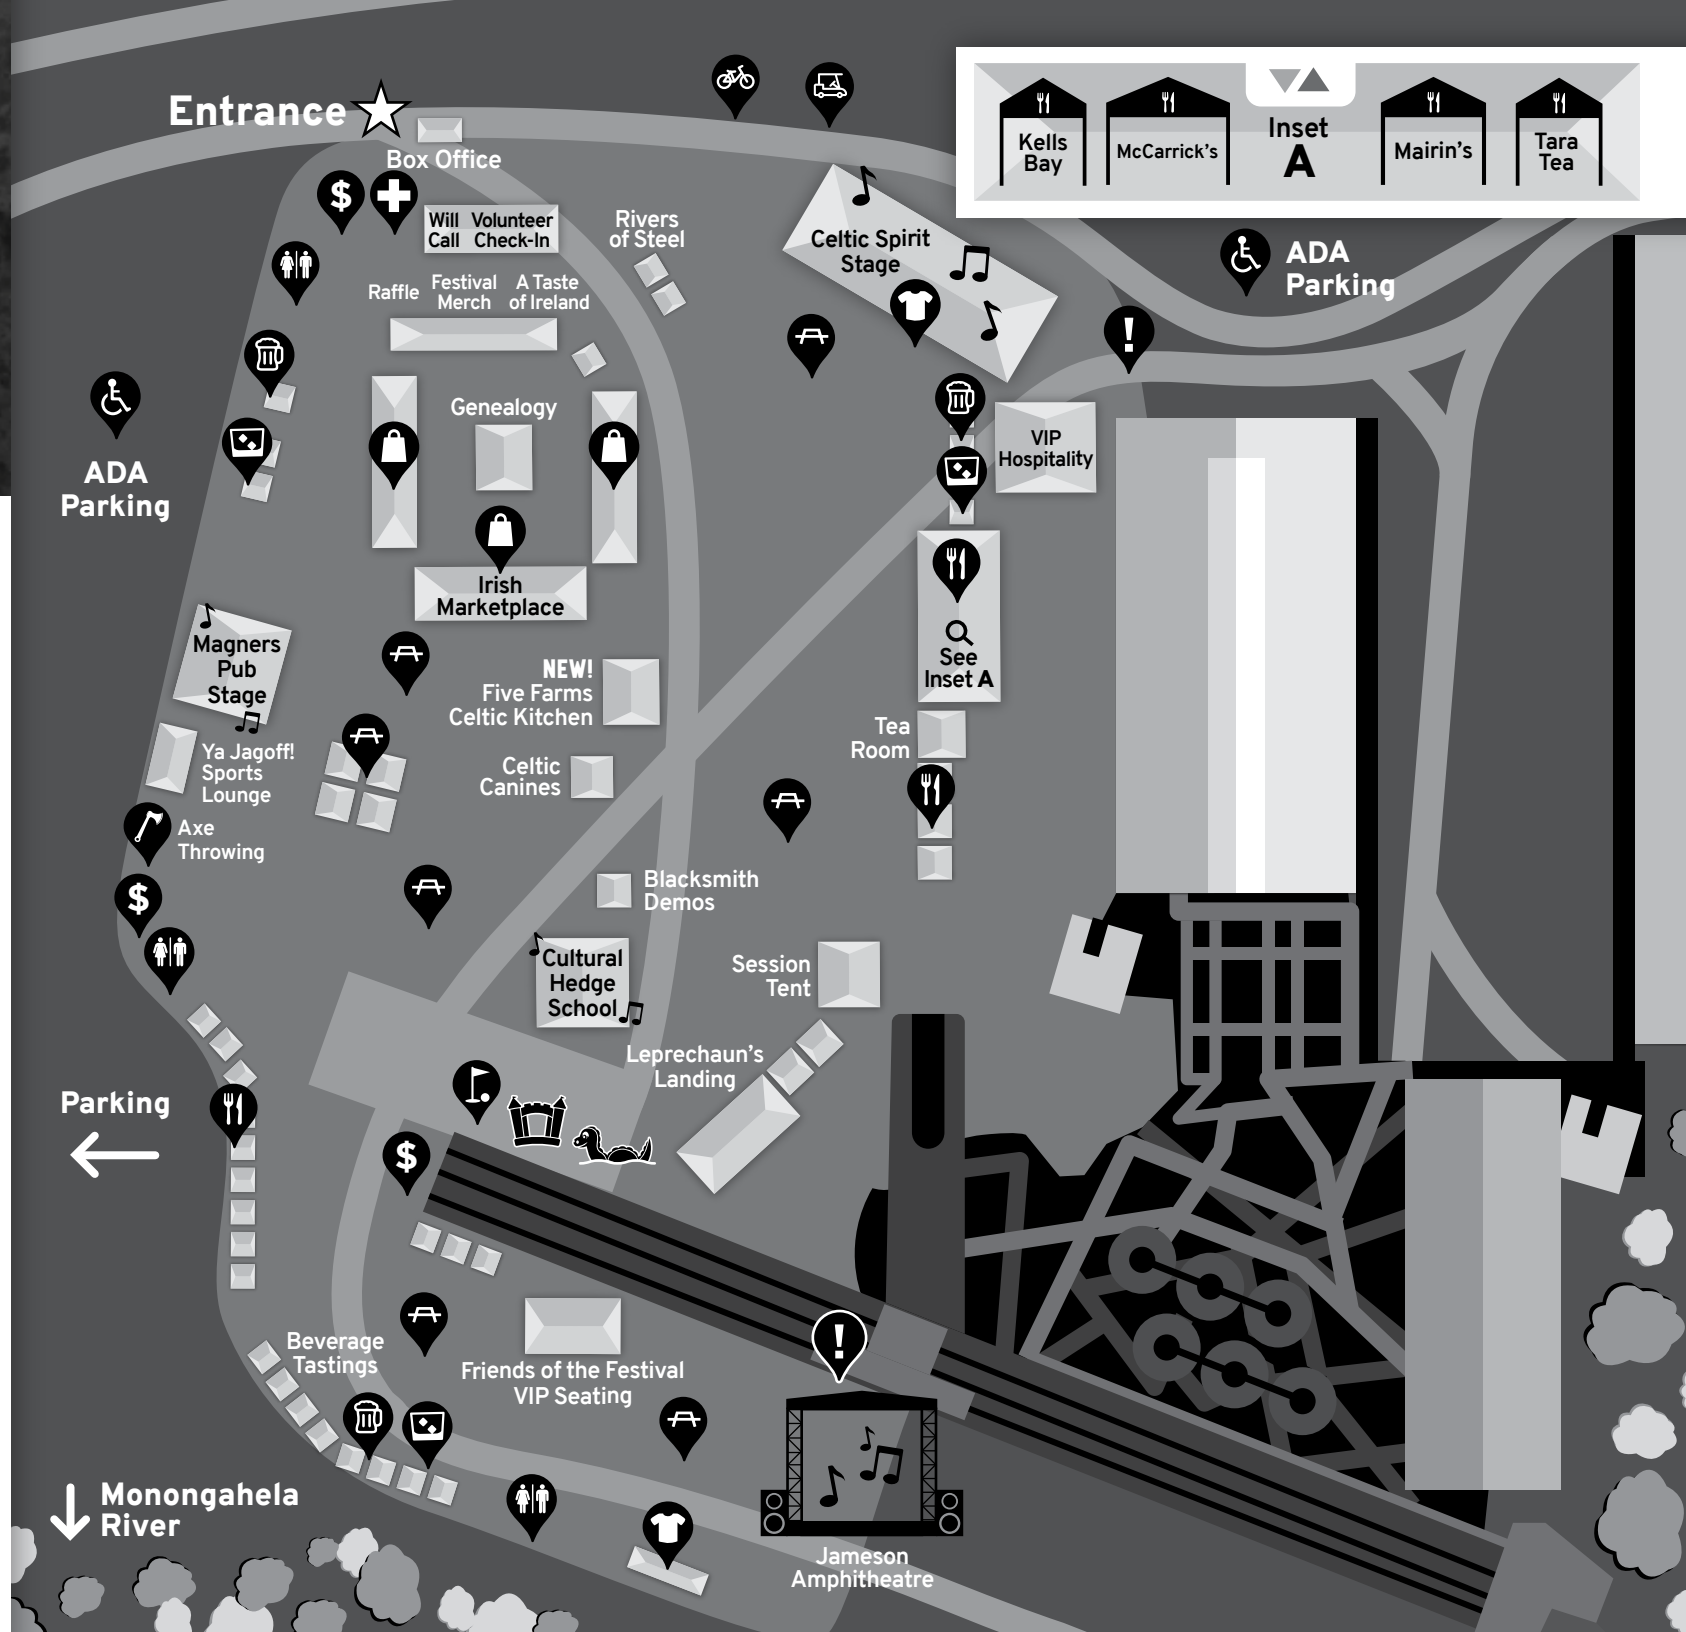 Entrance
Box Office
$
Will Volunteer
Call Check-In
Rivers
of Steel
Raffle
Festival
Merch
A Taste
of Ireland
Celtic Spirit
Stage
Kells
Bay
McCarrick's
Inset
A
Mairin's
Tara
Tea
ADA
Parking
!
Genealogy
VIP
Hospitality
ADA
Parking
Irish
Marketplace
Magners
Pub
Stage
NEW!
Five Farms
Celtic Kitchen
See
Inset A
Tea
Room
Ya Jagoff!
Sports
Lounge
Celtic
Canines
Axe
Throwing
$
Blacksmith
Demos
Cultural
Hedge
School
Session
Tent
Leprechaun's
Landing
Parking
$
Beverage
Tastings
Friends of the Festival
VIP Seating
!
Monongahela
River
Jameson
Amphitheatre